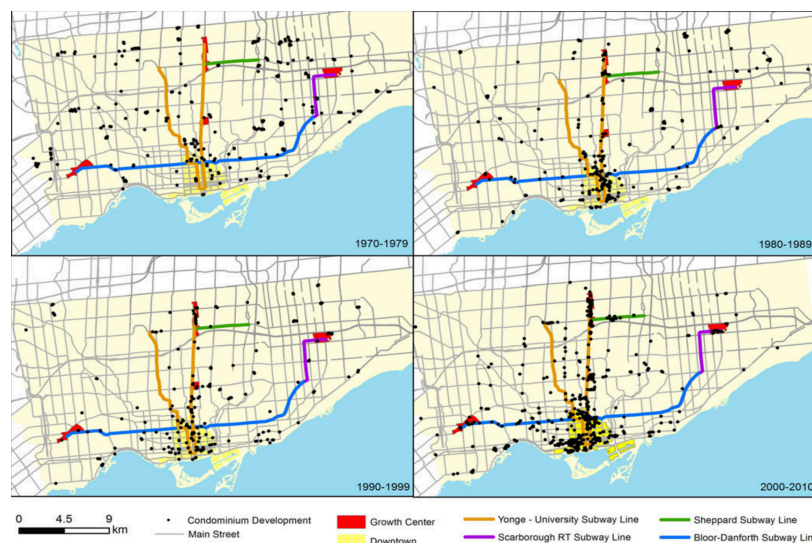 1970-1979
1980-1989
1990-1999
2000-2010
0 4.5 9
km
Condominium Development
Main Street
Growth Center
Downtown
Yonge - University Subway Line
Scarborough RT Subway Line
Sheppard Subway Line
Bloor-Danforth Subway Line